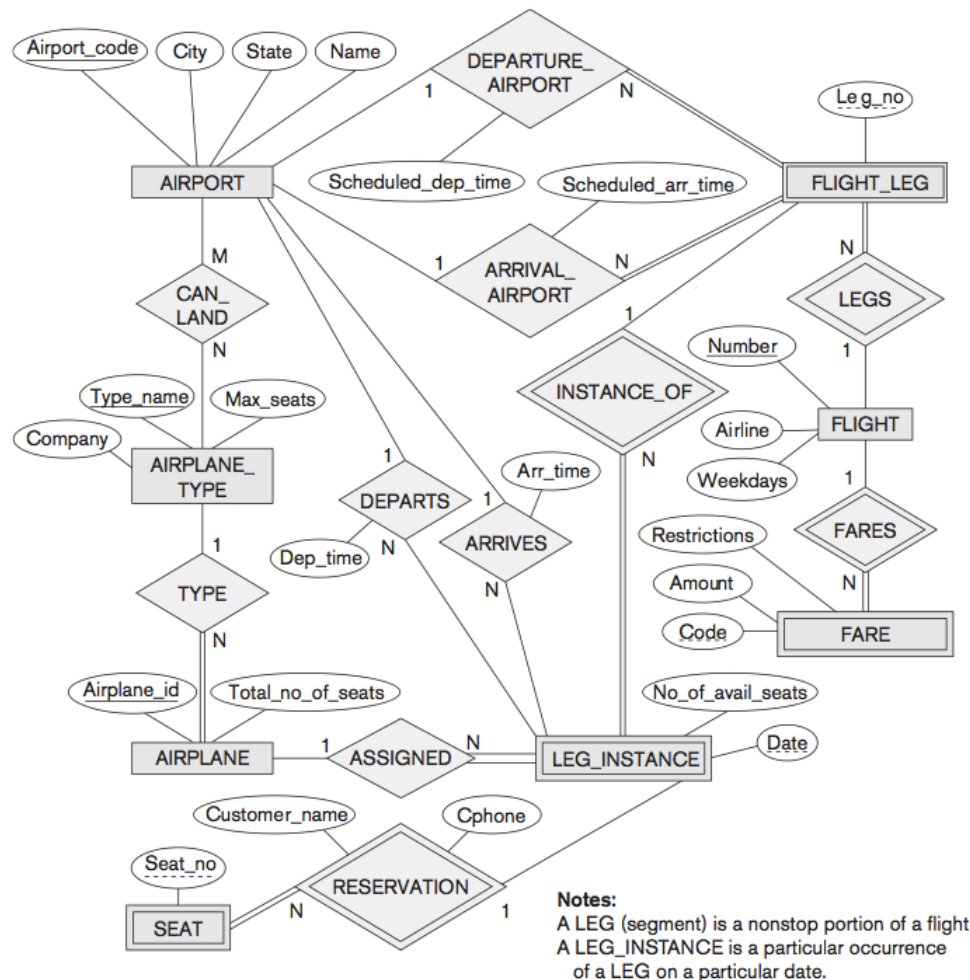 Airport_code
City
State
Name
DEPARTURE_
AIRPORT
1
N
Leg_no
Scheduled_dep_time
Scheduled_arr_time
AIRPORT
FLIGHT_LEG
M
1
ARRIVAL_
AIRPORT
N
N
CAN_
LAND
LEGS
N
1
Number
1
Type_name
Max_seats
INSTANCE_OF
Company
Airline
FLIGHT
AIRPLANE_
TYPE
1
Arr_time
N
Weekdays
1
DEPARTS
1
1
Dep_time
N
ARRIVES
Restrictions
FARES
TYPE
N
Amount
N
N
Code
FARE
Airplane_id
Total_no_of_seats
No_of_avail_seats
AIRPLANE
1
ASSIGNED
N
LEG_INSTANCE
Date
Customer_name
Cphone
Seat_no
RESERVATION
SEAT
N
1
Notes:
A LEG (segment) is a nonstop portion of a flight
A LEG_INSTANCE is a particular occurrence
of a LEG on a particular date.